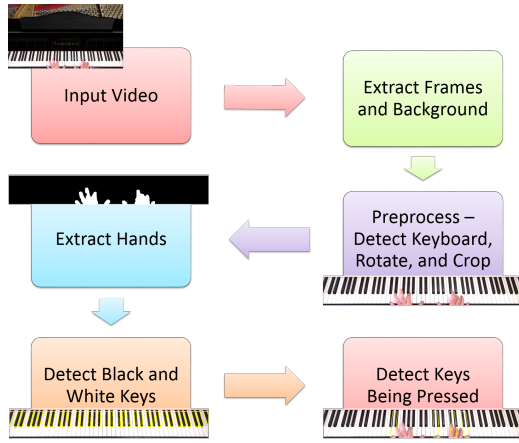 Input Video
Extract Frames
and Background
Preprocess –
Detect Keyboard,
Rotate, and Crop
Extract Hands
Detect Black and
White Keys
Detect Keys
Being Pressed